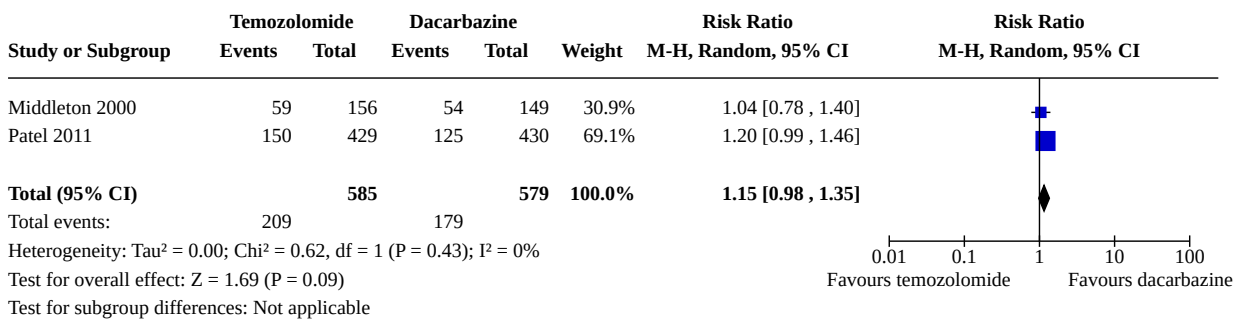 Temozolomide Dacarbazine Risk Ratio Risk Ratio
Study or Subgroup Events Total Events Total Weight M-H, Random, 95% CI M-H, Random, 95% CI
Middleton 2000 59 156 54 149 30.9% 1.04 [0.78 , 1.40]
Patel 2011 150 429 125 430 69.1% 1.20 [0.99 , 1.46]
Total (95% CI) 585 579 100.0% 1.15 [0.98 , 1.35]
Total events: 209 179
Heterogeneity: Tau² = 0.00; Chi² = 0.62, df = 1 (P = 0.43); I² = 0%
0.01 0.1 1 10 100
Test for overall effect: Z = 1.69 (P = 0.09) Favours temozolomide Favours dacarbazine
Test for subgroup differences: Not applicable